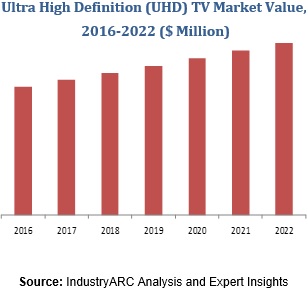 Ultra High Definition (UHD) TV Market Value,
2016-2022 ($ Million)
2016 2017 2018 2019 2020 2021 2022
Source: IndustryARC Analysis and Expert Insights